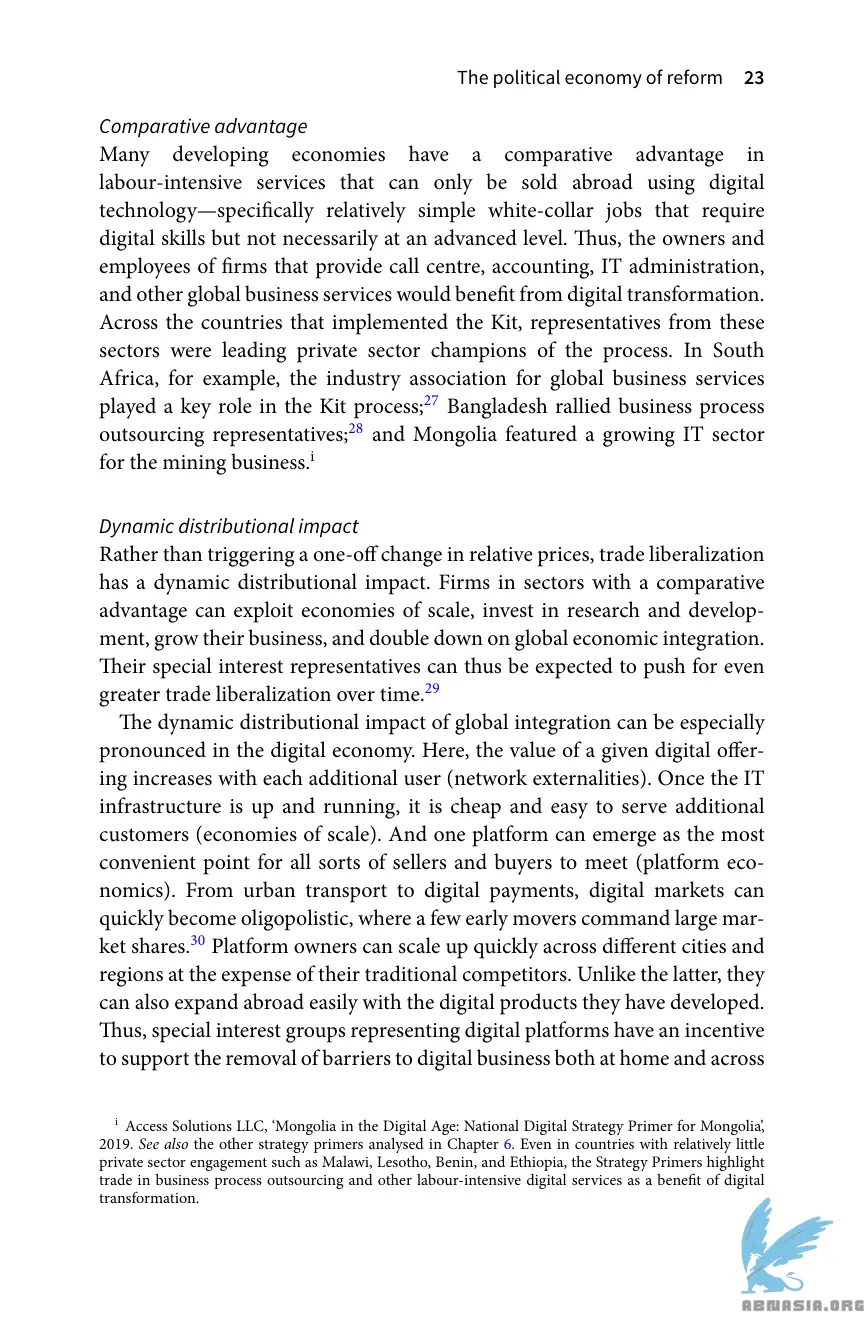 The political economy of reform 23
Comparative advantage
Many developing economies have a comparative advantage in
labour-intensive services that can only be sold abroad using digital
technology—specifically relatively simple white-collar jobs that require
digital skills but not necessarily at an advanced level. Thus, the owners and
employees of firms that provide call centre, accounting, IT administration,
and other global business services would benefit from digital transformation.
Across the countries that implemented the Kit, representatives from these
sectors were leading private sector champions of the process. In South
Africa, for example, the industry association for global business services
played a key role in the Kit process;27 Bangladesh rallied business process
outsourcing representatives;28 and Mongolia featured a growing IT sector
for the mining business.i
Dynamic distributional impact
Rather than triggering a one-off change in relative prices, trade liberalization
has a dynamic distributional impact. Firms in sectors with a comparative
advantage can exploit economies of scale, invest in research and develop-
ment, grow their business, and double down on global economic integration.
Their special interest representatives can thus be expected to push for even
greater trade liberalization over time.29
The dynamic distributional impact of global integration can be especially
pronounced in the digital economy. Here, the value of a given digital offer-
ing increases with each additional user (network externalities). Once the IT
infrastructure is up and running, it is cheap and easy to serve additional
customers (economies of scale). And one platform can emerge as the most
convenient point for all sorts of sellers and buyers to meet (platform eco-
nomics). From urban transport to digital payments, digital markets can
quickly become oligopolistic, where a few early movers command large mar-
ket shares.30 Platform owners can scale up quickly across different cities and
regions at the expense of their traditional competitors. Unlike the latter, they
can also expand abroad easily with the digital products they have developed.
Thus, special interest groups representing digital platforms have an incentive
to support the removal of barriers to digital business both at home and across
i Access Solutions LLC, ‘Mongolia in the Digital Age: National Digital Strategy Primer for Mongolia’,
2019. See also the other strategy primers analysed in Chapter 6. Even in countries with relatively little
private sector engagement such as Malawi, Lesotho, Benin, and Ethiopia, the Strategy Primers highlight
trade in business process outsourcing and other labour-intensive digital services as a benefit of digital
transformation.
ABNASIA.ORG